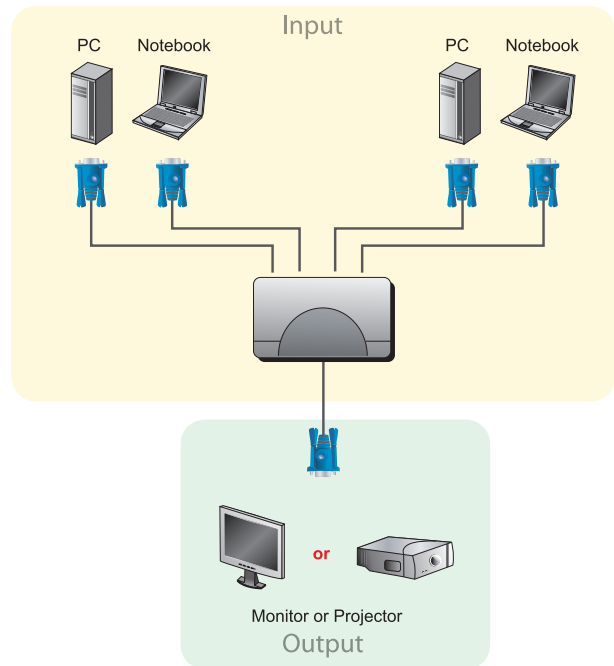 Input
PC Notebook PC Notebook
or
Monitor or Projector
Output